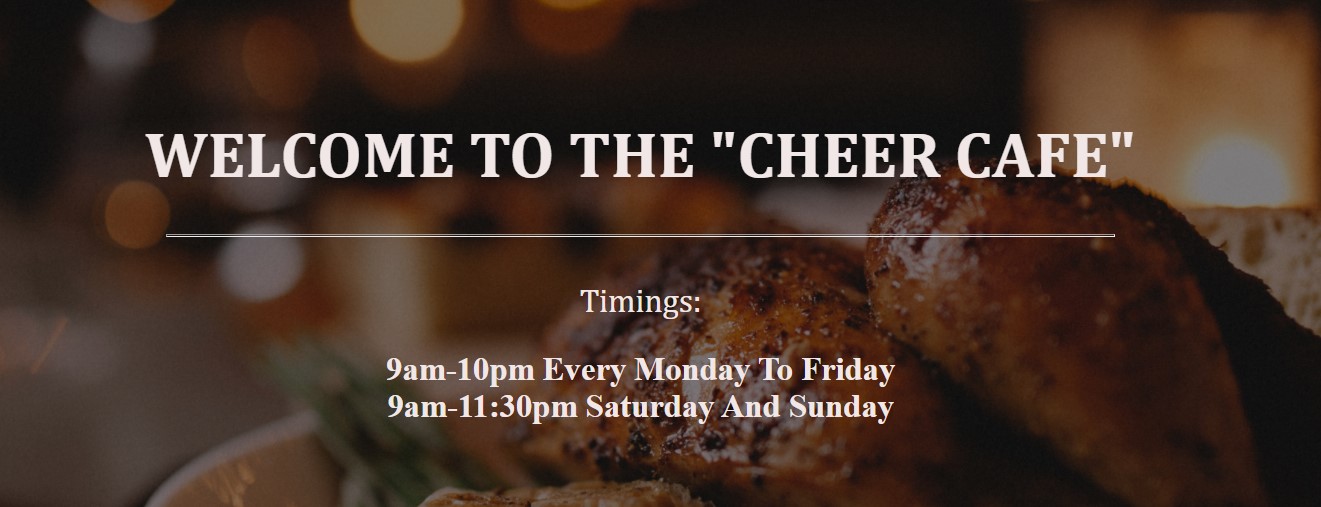 WELCOME TO THE "CHEER CAFE"
Timings:
9am-10pm Every Monday To Friday
9am-11:30pm Saturday And Sunday